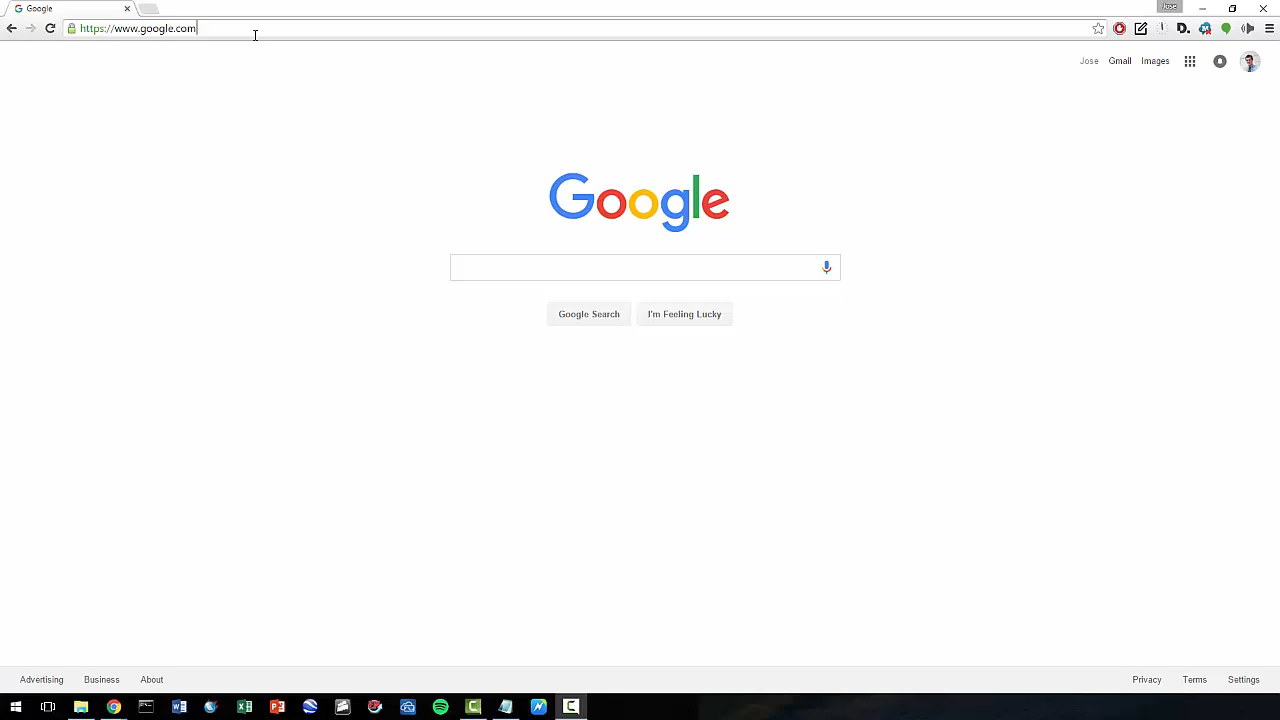 Google
Jose
https://www.google.com
Jose Gmail Images
Google
Google Search I'm Feeling Lucky
Advertising Business About Privacy Terms Settings